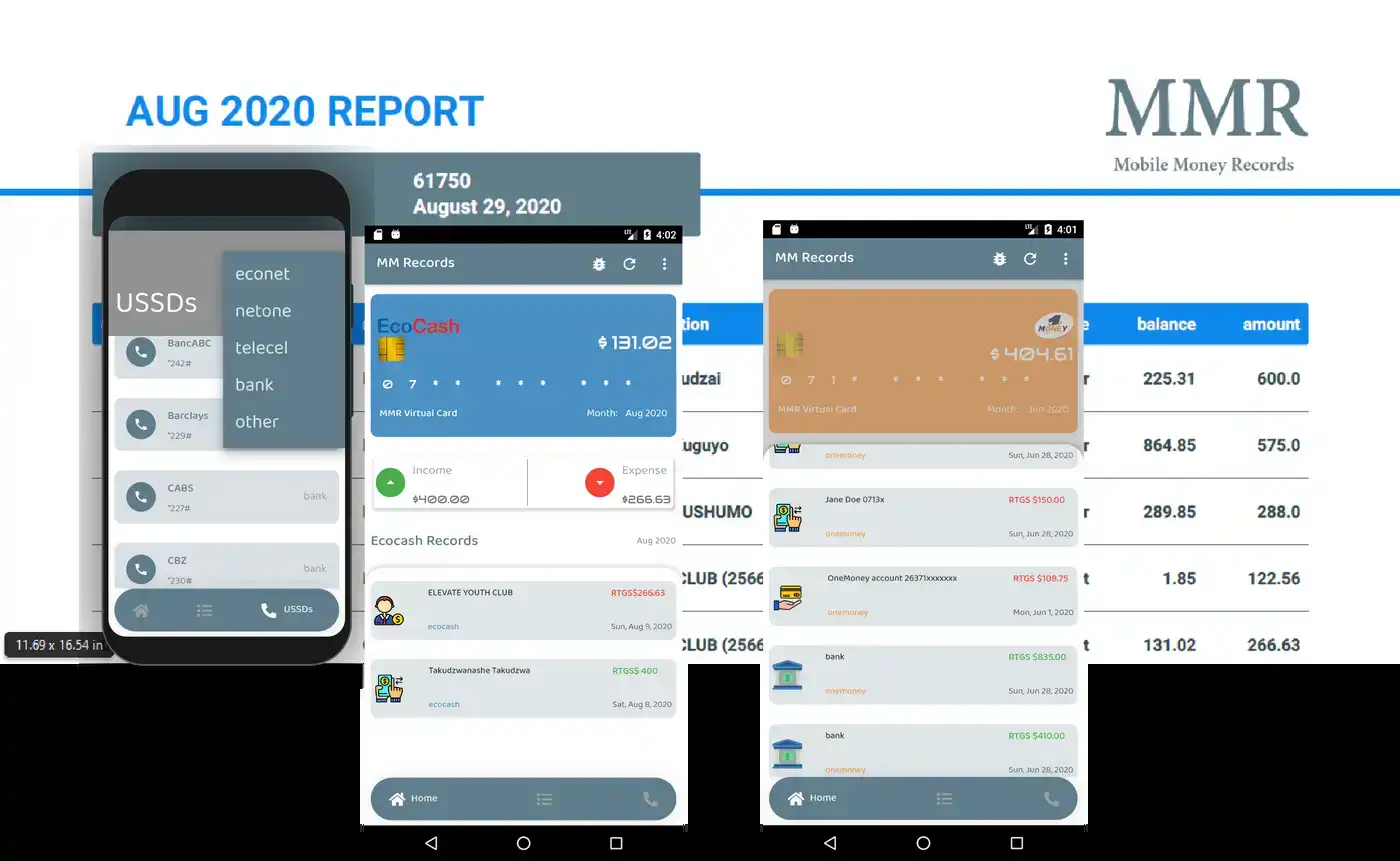 AUG 2020 REPORT
MMR
Mobile Money Records
61750
August 29, 2020
USSDs
econet
netone
telecel
bank
other
BancABC
*242#
Barclays
*229#
CABS
*227#
bank
CBZ
*230#
bank
USSDs
11.69 x 16.54 in
LTE 4:02
MM Records
EcoCash
$ 131.02
0 7 * * * * * * * *
MMR Virtual Card Month: Aug 2020
Income Expense
$400.00 $266.63
Ecocash Records Aug 2020
ELEVATE YOUTH CLUB RTGS$266.63
ecocash Sun, Aug 9, 2020
Takudzwanashe Takudzwa RTGS$ 400
ecocash Sat, Aug 8, 2020
Home
LTE 4:01
MM Records
MONEY
$ 404.61
0 7 1 * * * * * * *
MMR Virtual Card Month: Jun 2020
onemoney Sun, Jun 28, 2020
Jane Doe 0713x RTGS $150.00
onemoney Sun, Jun 28, 2020
OneMoney account 26371xxxxxxx RTGS $108.75
onemoney Mon, Jun 1, 2020
bank RTGS $835.00
onemoney Sun, Jun 28, 2020
bank RTGS $410.00
onemoney Sun, Jun 28, 2020
Home
tion e balance amount
udzai r 225.31 600.0
uguyo r 864.85 575.0
USHUMO r 289.85 288.0
CLUB (2566 t 1.85 122.56
CLUB (2566 t 131.02 266.63